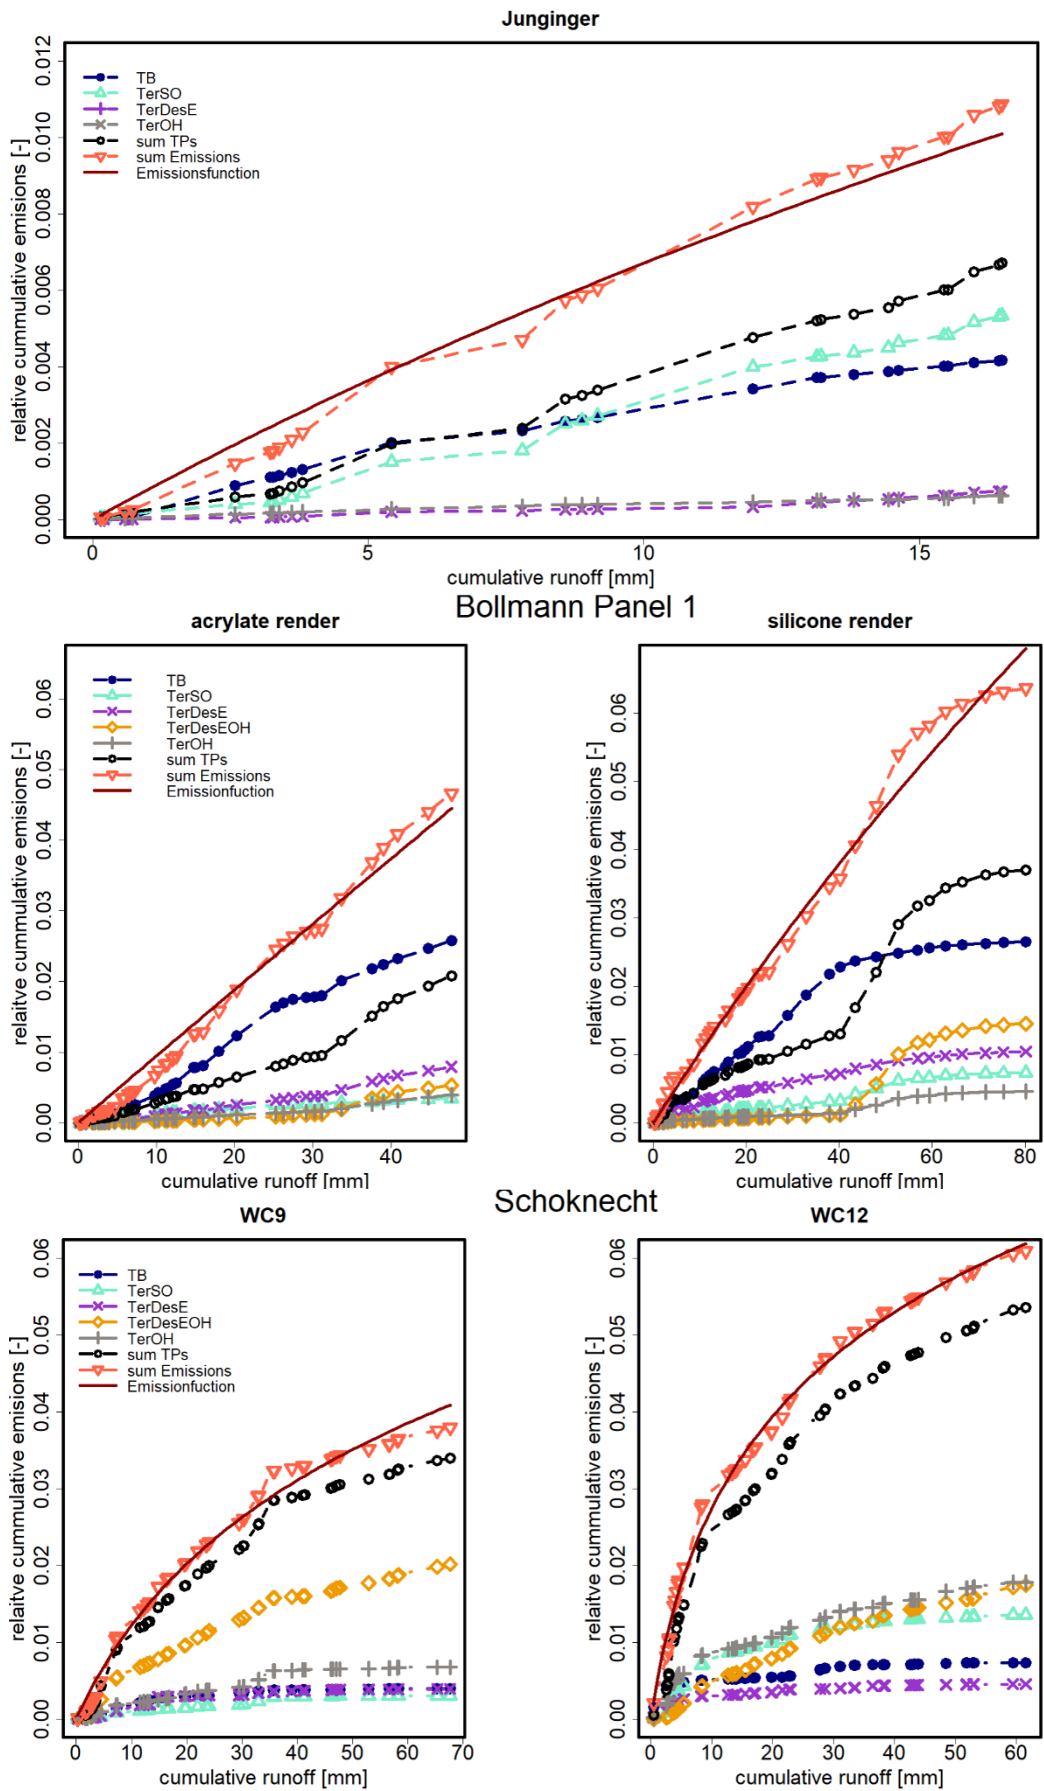 Junginger
relative cummulative emisions [-]
0.000 0.002 0.004 0.006 0.008 0.010 0.012
TB
TerSO
TerDesE
TerOH
sum TPs
sum Emissions
Emissionsfunction
0 5 10 15
cumulative runoff [mm]
Bollmann Panel 1
acrylate render
relaitve cummulative emisions [-]
0.00 0.01 0.02 0.03 0.04 0.05 0.06
TB
TerSO
TerDesE
TerDesEOH
TerOH
sum TPs
sum Emissions
Emissionfuction
0 10 20 30 40
cumulative runoff [mm]
silicone render
relaitve cummulative emisions [-]
0.00 0.01 0.02 0.03 0.04 0.05 0.06
0 20 40 60 80
cumulative runoff [mm]
Schoknecht
WC9
relaitve cummulative emissions [-]
0.00 0.01 0.02 0.03 0.04 0.05 0.06
TB
TerSO
TerDesE
TerDesEOH
TerOH
sum TPs
sum Emissions
Emissionfuction
0 10 20 30 40 50 60 70
cumulative runoff [mm]
WC12
relaitve cummulative emissions [-]
0.00 0.01 0.02 0.03 0.04 0.05 0.06
0 10 20 30 40 50 60
cumulative runoff [mm]